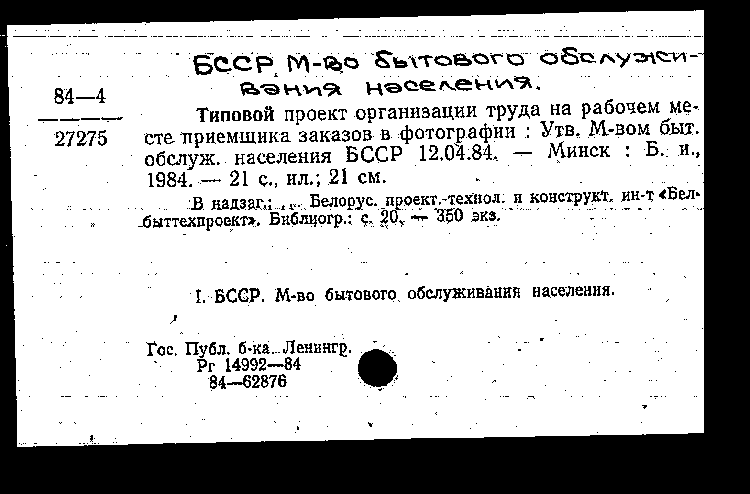 БССР. М-во бытового обслужи-
вания населения.
84—4
27275
Типовой проект организации труда на рабочем ме-
сте приемщика заказов в фотографии : Утв. М-вом быт.
обслуж. населения БССР 12.04.84. — Минск : Б. и.,
1984. — 21 с., ил.; 21 см.
В надзаг.: ... Белорус. проект.-технол. и конструкт. ин-т «Бел-
быттехпроект». Библиогр.: с. 20. — 350 экз.
I. БССР. М-во бытового обслуживания населения.
Гос. Публ. б-ка Ленингр.
Рг 14992—84
84—62876